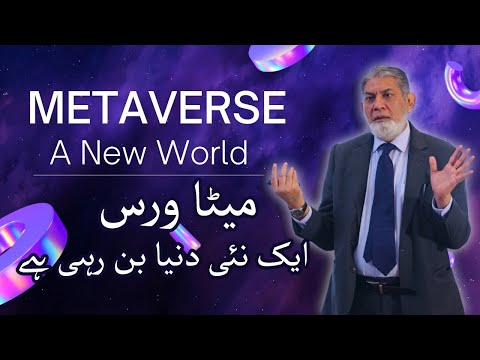 METAVERSE
A New World
میٹا ورس
ایک نئی دنیا بن رہی ہے